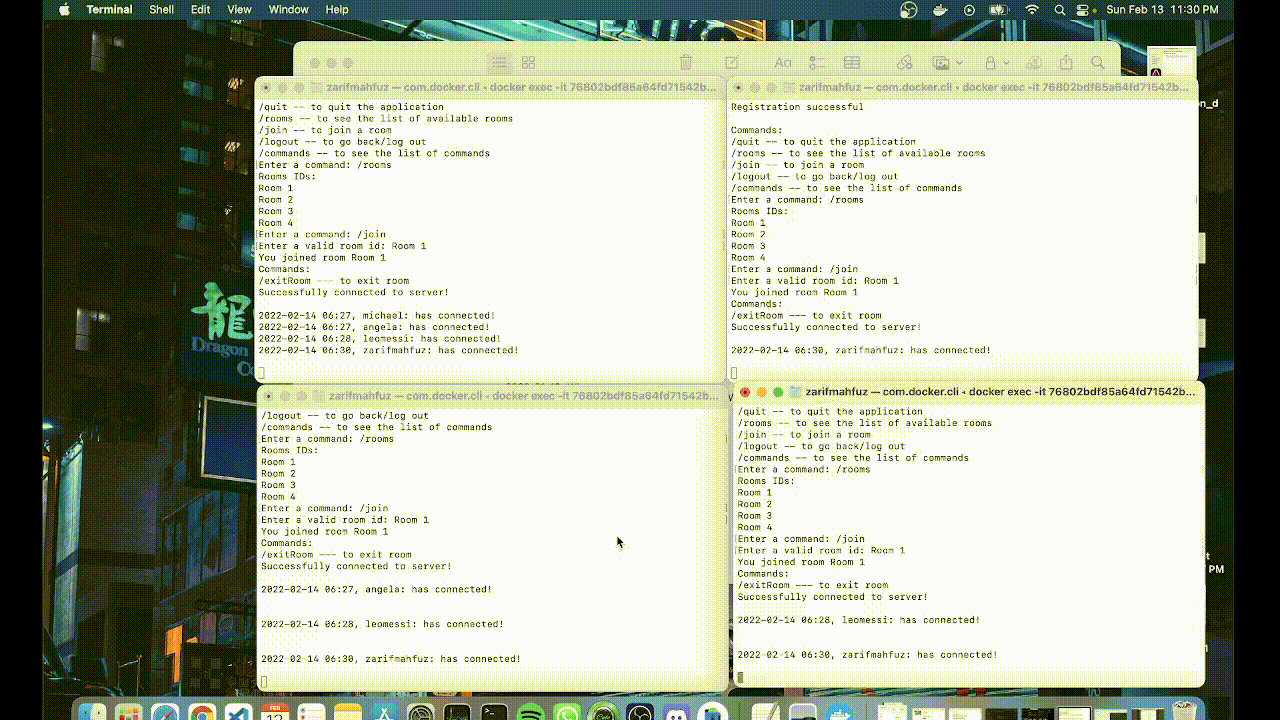 Terminal Shell Edit View Window Help Sun Feb 13 11:30 PM
zarifmahfuz — com.docker.cli ◂ docker exec -it 76802bdf85a64fd71542b...
/quit -- to quit the application
/rooms -- to see the list of available rooms
/join -- to join a room
/logout -- to go back/log out
/commands -- to see the list of commands
Enter a command: /rooms
Rooms IDs:
Room 1
Room 2
Room 3
Room 4
Enter a command: /join
Enter a valid room id: Room 1
You joined room Room 1
Commands:
/exitRoom --- to exit room
Successfully connected to server!
2022-02-14 06:27, michael: has connected!
2022-02-14 06:27, angela: has connected!
2022-02-14 06:28, leomessi: has connected!
2022-02-14 06:30, zarifmahfuz: has connected!
zarifmahfuz — com.docker.cli ◂ docker exec -it 76802bdf85a64fd71542b...
Registration successful
Commands:
/quit -- to quit the application
/rooms -- to see the list of available rooms
/join -- to join a room
/logout -- to go back/log out
/commands -- to see the list of commands
Enter a command: /rooms
Rooms IDs:
Room 1
Room 2
Room 3
Room 4
Enter a command: /join
Enter a valid room id: Room 1
You joined room Room 1
Commands:
/exitRoom --- to exit room
Successfully connected to server!
2022-02-14 06:30, zarifmahfuz: has connected!
zarifmahfuz — com.docker.cli ◂ docker exec -it 76802bdf85a64fd71542b...
/logout -- to go back/log out
/commands -- to see the list of commands
Enter a command: /rooms
Rooms IDs:
Room 1
Room 2
Room 3
Room 4
Enter a command: /join
Enter a valid room id: Room 1
You joined room Room 1
Commands:
/exitRoom --- to exit room
Successfully connected to server!
2022-02-14 06:27, angela: has connected!
2022-02-14 06:28, leomessi: has connected!
2022-02-14 06:30, zarifmahfuz: has connected!
zarifmahfuz — com.docker.cli ◂ docker exec -it 76802bdf85a64fd71542b...
/quit -- to quit the application
/rooms -- to see the list of available rooms
/join -- to join a room
/logout -- to go back/log out
/commands -- to see the list of commands
Enter a command: /rooms
Rooms IDs:
Room 1
Room 2
Room 3
Room 4
Enter a command: /join
Enter a valid room id: Room 1
You joined room Room 1
Commands:
/exitRoom --- to exit room
Successfully connected to server!
2022-02-14 06:28, leomessi: has connected!
2022-02-14 06:30, zarifmahfuz: has connected!
Aa
龍
Dragon
Co
n_d
t
PM
FEB